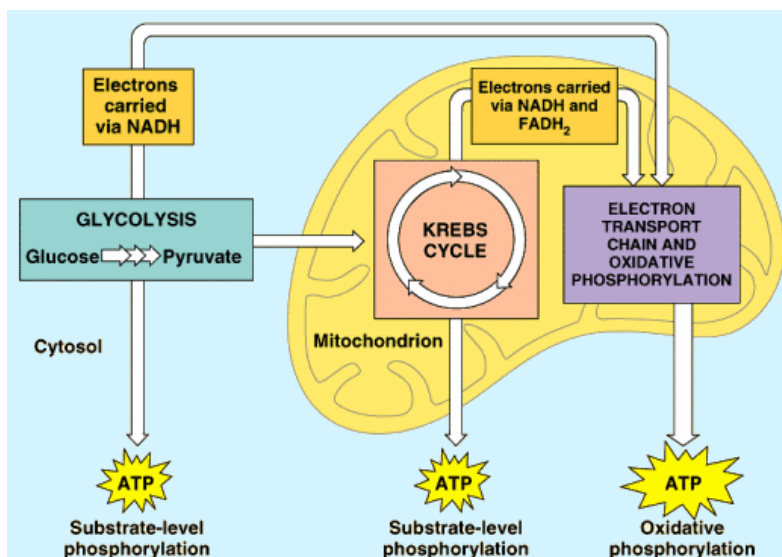 Electrons
carried
via NADH
Electrons carried
via NADH and
FADH₂
GLYCOLYSIS
Glucose Pyruvate
KREBS
CYCLE
ELECTRON
TRANSPORT
CHAIN AND
OXIDATIVE
PHOSPHORYLATION
Cytosol
Mitochondrion
ATP
ATP
ATP
Substrate-level
phosphorylation
Substrate-level
phosphorylation
Oxidative
phosphorylation